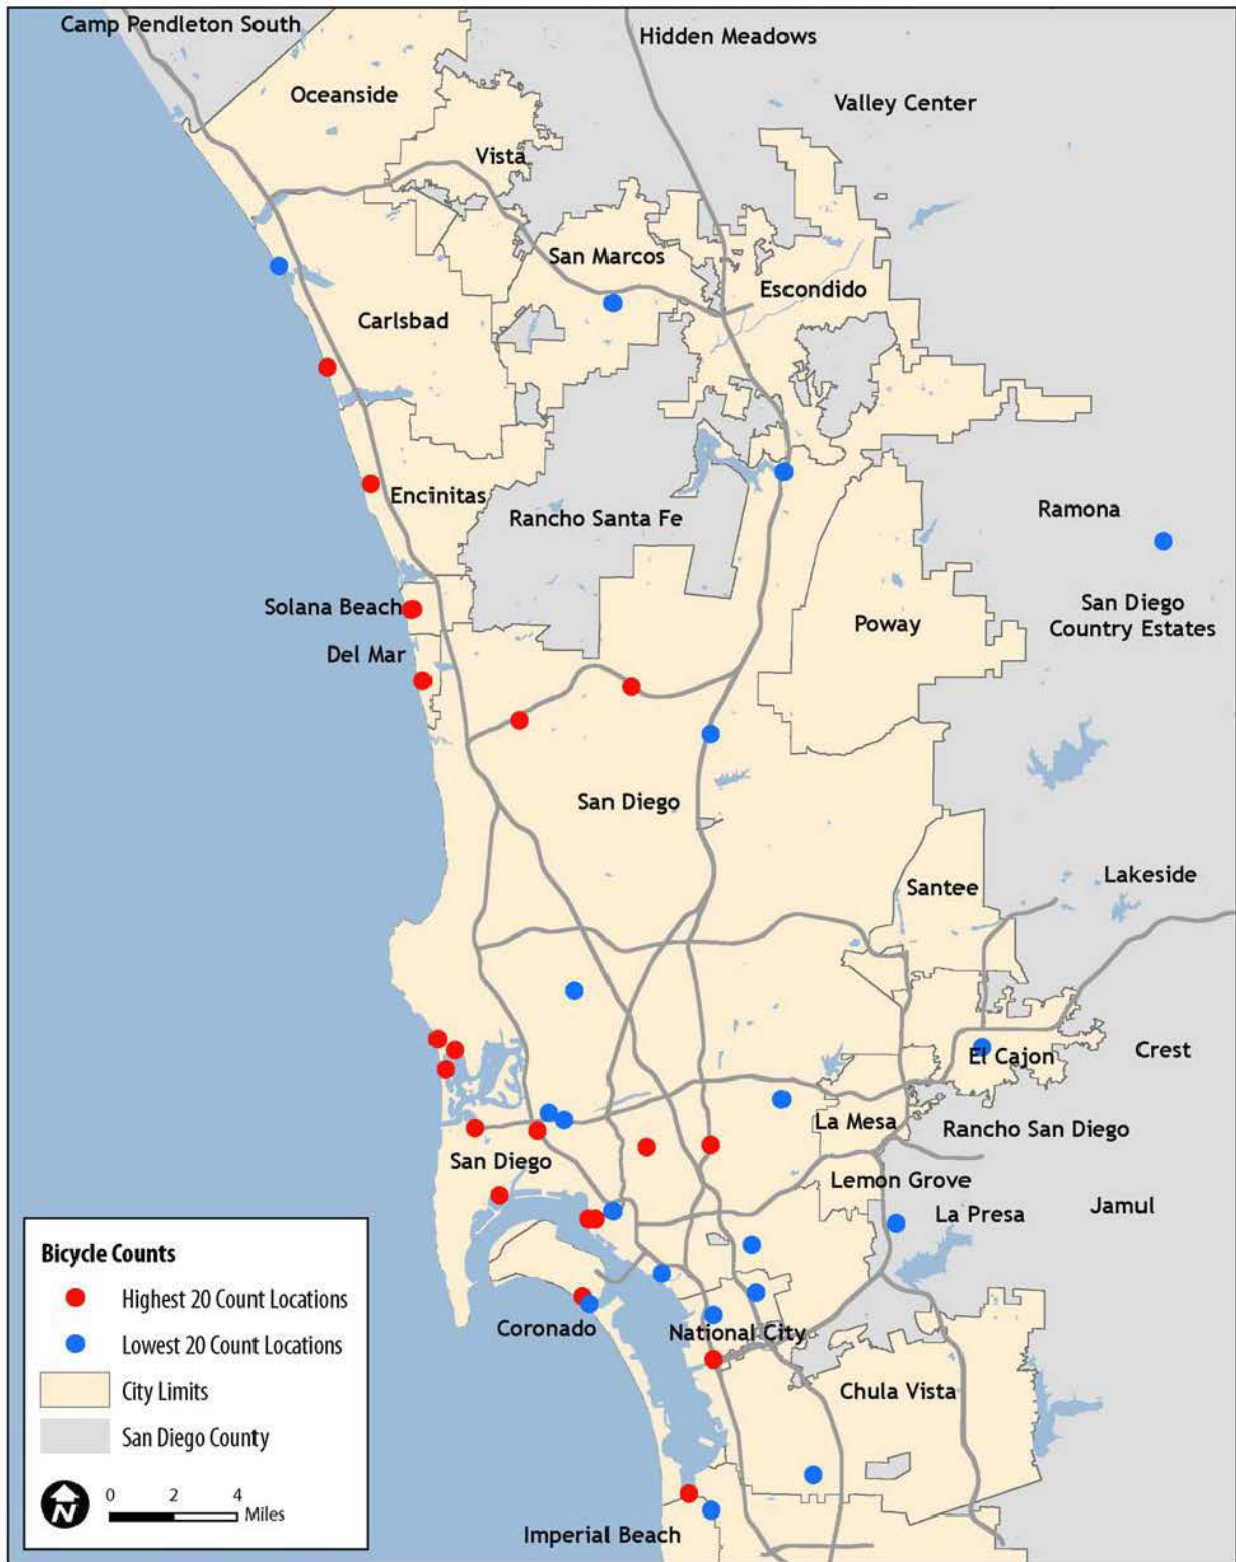 Camp Pendleton South
Hidden Meadows
Oceanside
Valley Center
Vista
San Marcos
Escondido
Carlsbad
Encinitas
Rancho Santa Fe
Ramona
Solana Beach
San Diego
Country Estates
Poway
Del Mar
San Diego
Santee
Lakeside
El Cajon
Crest
La Mesa
Rancho San Diego
San Diego
Lemon Grove
La Presa
Jamul
Coronado
National City
Chula Vista
Imperial Beach
Bicycle Counts
Highest 20 Count Locations
Lowest 20 Count Locations
City Limits
San Diego County
N
0 2 4
Miles